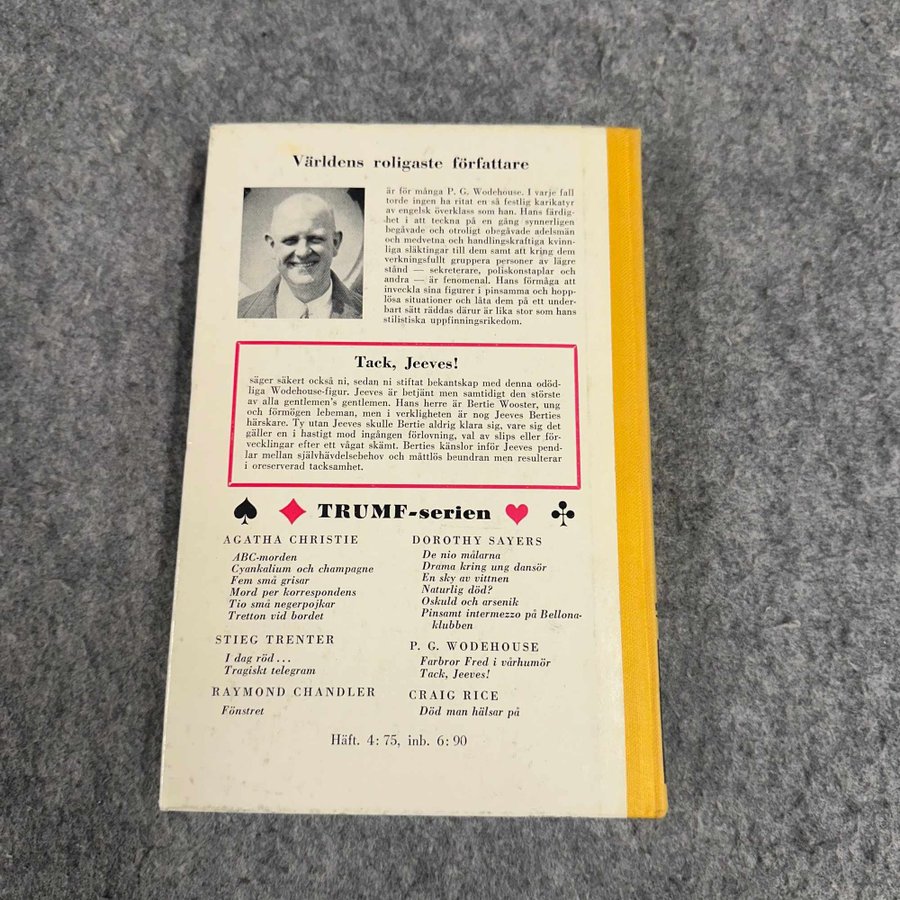 Världens roligaste författare
är för många P. G. Wodehouse. I varje fall
torde ingen ha ritat en så festlig karikatyr
av engelsk överklass som han. Hans färdig-
het i att teckna på en gång synnerligen
begåvade och otroligt obegåvade adelsmän
och medvetna och handlingskraftiga kvinn-
liga släktingar till dem samt att kring dem
verkningsfullt gruppera personer av lägre
stånd — sekreterare, poliskonstaplar och
andra — är fenomenal. Hans förmåga att
inveckla sina figurer i pinsamma och hopp-
lösa situationer och låta dem på ett under-
bart sätt räddas därur är lika stor som hans
stilistiska uppfinningsrikedom.
Tack, Jeeves!
säger säkert också ni, sedan ni stiftat bekantskap med denna odöd-
liga Wodehouse-figur. Jeeves är betjänt men samtidigt den störste
av alla gentlemen's gentlemen. Hans herre är Bertie Wooster, ung
och förmögen lebeman, men i verkligheten är nog Jeeves Berties
härskare. Ty utan Jeeves skulle Bertie aldrig klara sig, vare sig det
gäller en i hastigt mod ingången förlovning, val av slips eller för-
vecklingar efter ett vågat skämt. Berties känslor inför Jeeves pend-
lar mellan självhävdelsebehov och måttlös beundran men resulterar
i oreserverad tacksamhet.
TRUMF-serien
AGATHA CHRISTIE
ABC-morden
Cyankalium och champagne
Fem små grisar
Mord per korrespondens
Tio små negerpojkar
Tretton vid bordet
STIEG TRENTER
I dag röd . . .
Tragiskt telegram
RAYMOND CHANDLER
Fönstret
DOROTHY SAYERS
De nio målarna
Drama kring ung dansör
En sky av vittnen
Naturlig död?
Oskuld och arsenik
Pinsamt intermezzo på Bellona-
klubben
P. G. WODEHOUSE
Farbror Fred i vårhumör
Tack, Jeeves!
CRAIG RICE
Död man hälsar på
Häft. 4: 75, inb. 6: 90